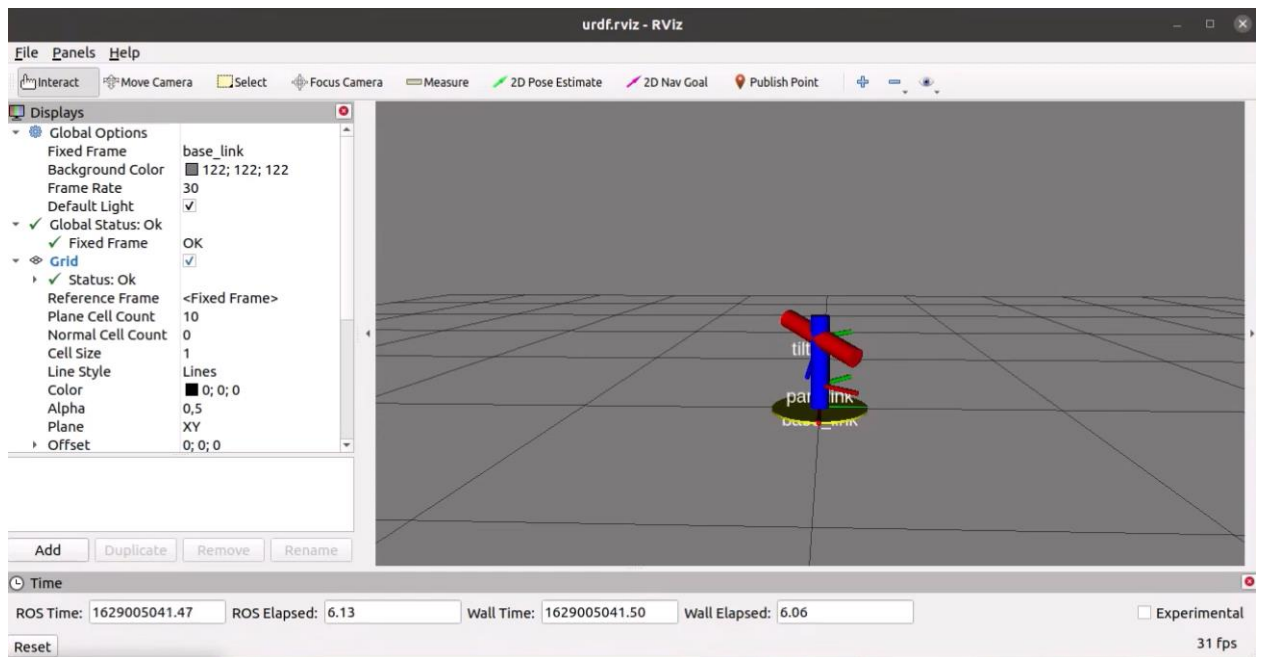 urdf.rviz - RViz
File Panels Help
Interact Move Camera Select Focus Camera Measure 2D Pose Estimate 2D Nav Goal Publish Point
Displays
Global Options
Fixed Frame base_link
Background Color 122; 122; 122
Frame Rate 30
Default Light
Global Status: Ok
Fixed Frame OK
Grid
Status: Ok
Reference Frame <Fixed Frame>
Plane Cell Count 10
Normal Cell Count 0
Cell Size 1
Line Style Lines
Color 0; 0; 0
Alpha 0,5
Plane XY
Offset 0; 0; 0
tilt
base_link
Add Duplicate Remove Rename
Time
ROS Time: 1629005041.47 ROS Elapsed: 6.13 Wall Time: 1629005041.50 Wall Elapsed: 6.06 Experimental
Reset 31 fps